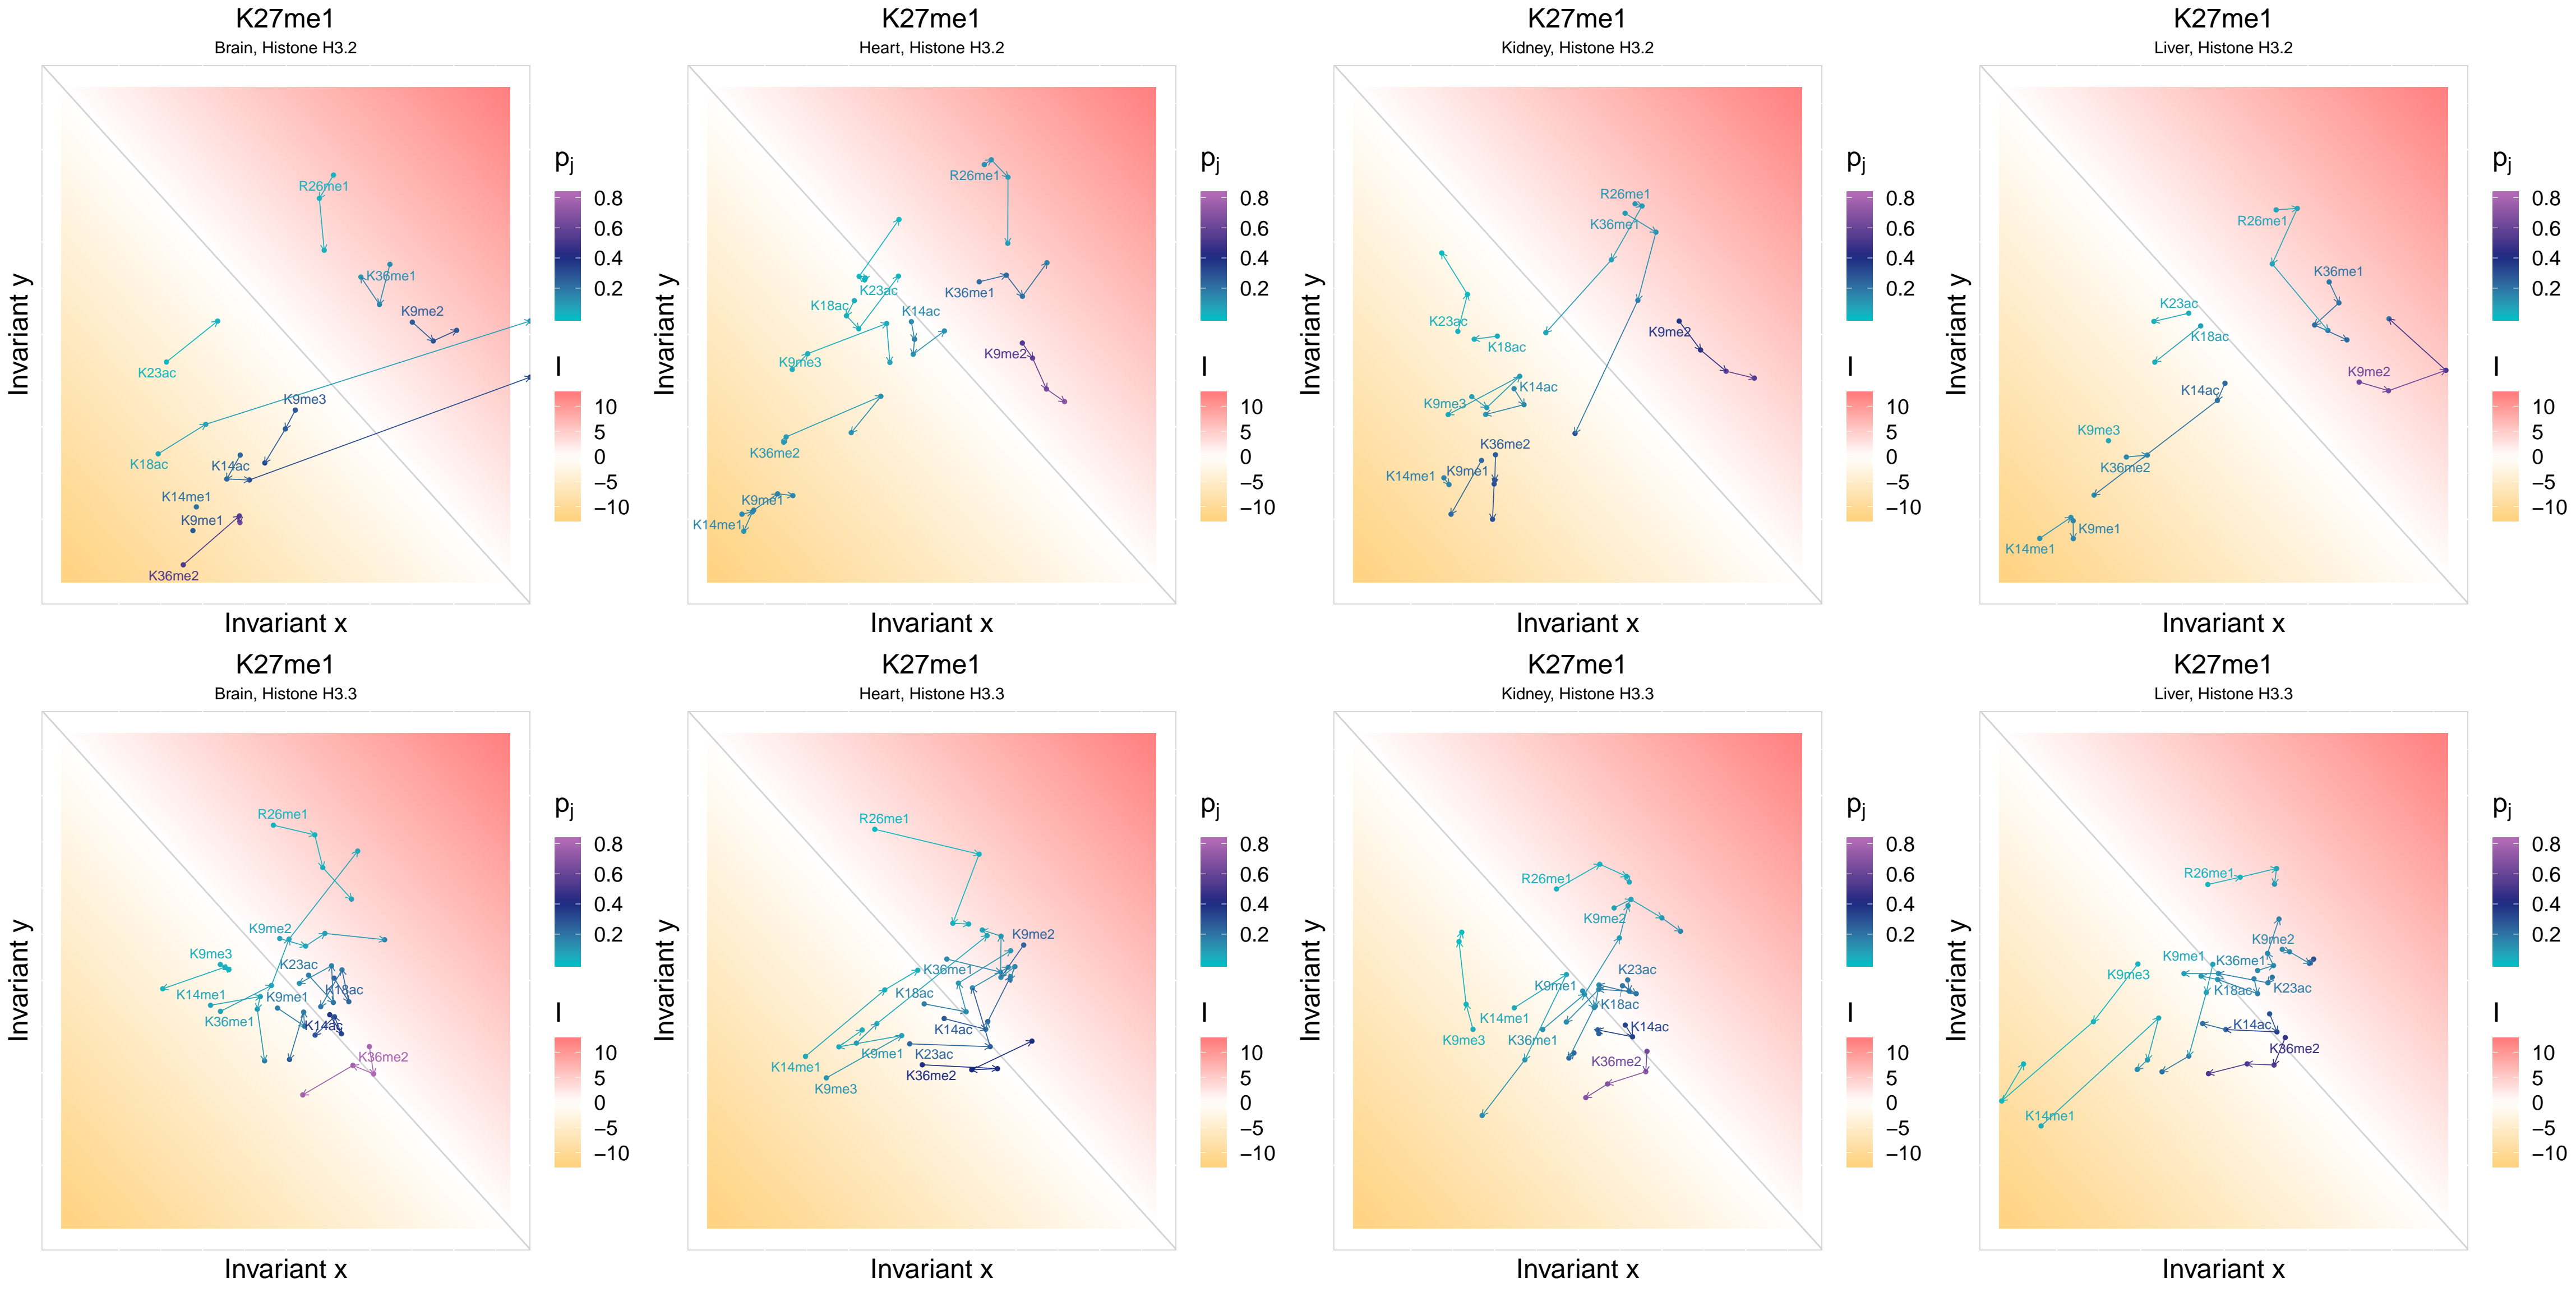 K27me1
Brain, Histone H3.2
Invariant y
R26me1
K36me1
K9me2
K23ac
K9me3
K18ac
K14ac
K14me1
K9me1
K36me2
Invariant x
pj
0.8
0.6
0.4
0.2
I
10
5
0
−5
−10
K27me1
Heart, Histone H3.2
Invariant y
R26me1
K23ac
K36me1
K18ac
K14ac
K9me2
K9me3
K36me2
K9me1
K14me1
Invariant x
pj
0.8
0.6
0.4
0.2
I
10
5
0
−5
−10
K27me1
Kidney, Histone H3.2
Invariant y
R26me1
K36me1
K23ac
K9me2
K18ac
K14ac
K9me3
K36me2
K9me1
K14me1
Invariant x
pj
0.8
0.6
0.4
0.2
I
10
5
0
−5
−10
K27me1
Liver, Histone H3.2
Invariant y
R26me1
K36me1
K23ac
K18ac
K9me2
K14ac
K9me3
K36me2
K9me1
K14me1
Invariant x
pj
0.8
0.6
0.4
0.2
I
10
5
0
−5
−10
K27me1
Brain, Histone H3.3
Invariant y
R26me1
K9me2
K9me3
K23ac
K18ac
K14me1
K9me1
K36me1
K14ac
K36me2
Invariant x
pj
0.8
0.6
0.4
0.2
I
10
5
0
−5
−10
K27me1
Heart, Histone H3.3
Invariant y
R26me1
K9me2
K36me1
K18ac
K14ac
K9me1
K23ac
K14me1
K36me2
K9me3
Invariant x
pj
0.8
0.6
0.4
0.2
I
10
5
0
−5
−10
K27me1
Kidney, Histone H3.3
Invariant y
R26me1
K9me2
K23ac
K9me1
K18ac
K14me1
K14ac
K9me3
K36me1
K36me2
Invariant x
pj
0.8
0.6
0.4
0.2
I
10
5
0
−5
−10
K27me1
Liver, Histone H3.3
Invariant y
R26me1
K9me2
K9me1
K36me1
K9me3
K18ac
K23ac
K14ac
K36me2
K14me1
Invariant x
pj
0.8
0.6
0.4
0.2
I
10
5
0
−5
−10